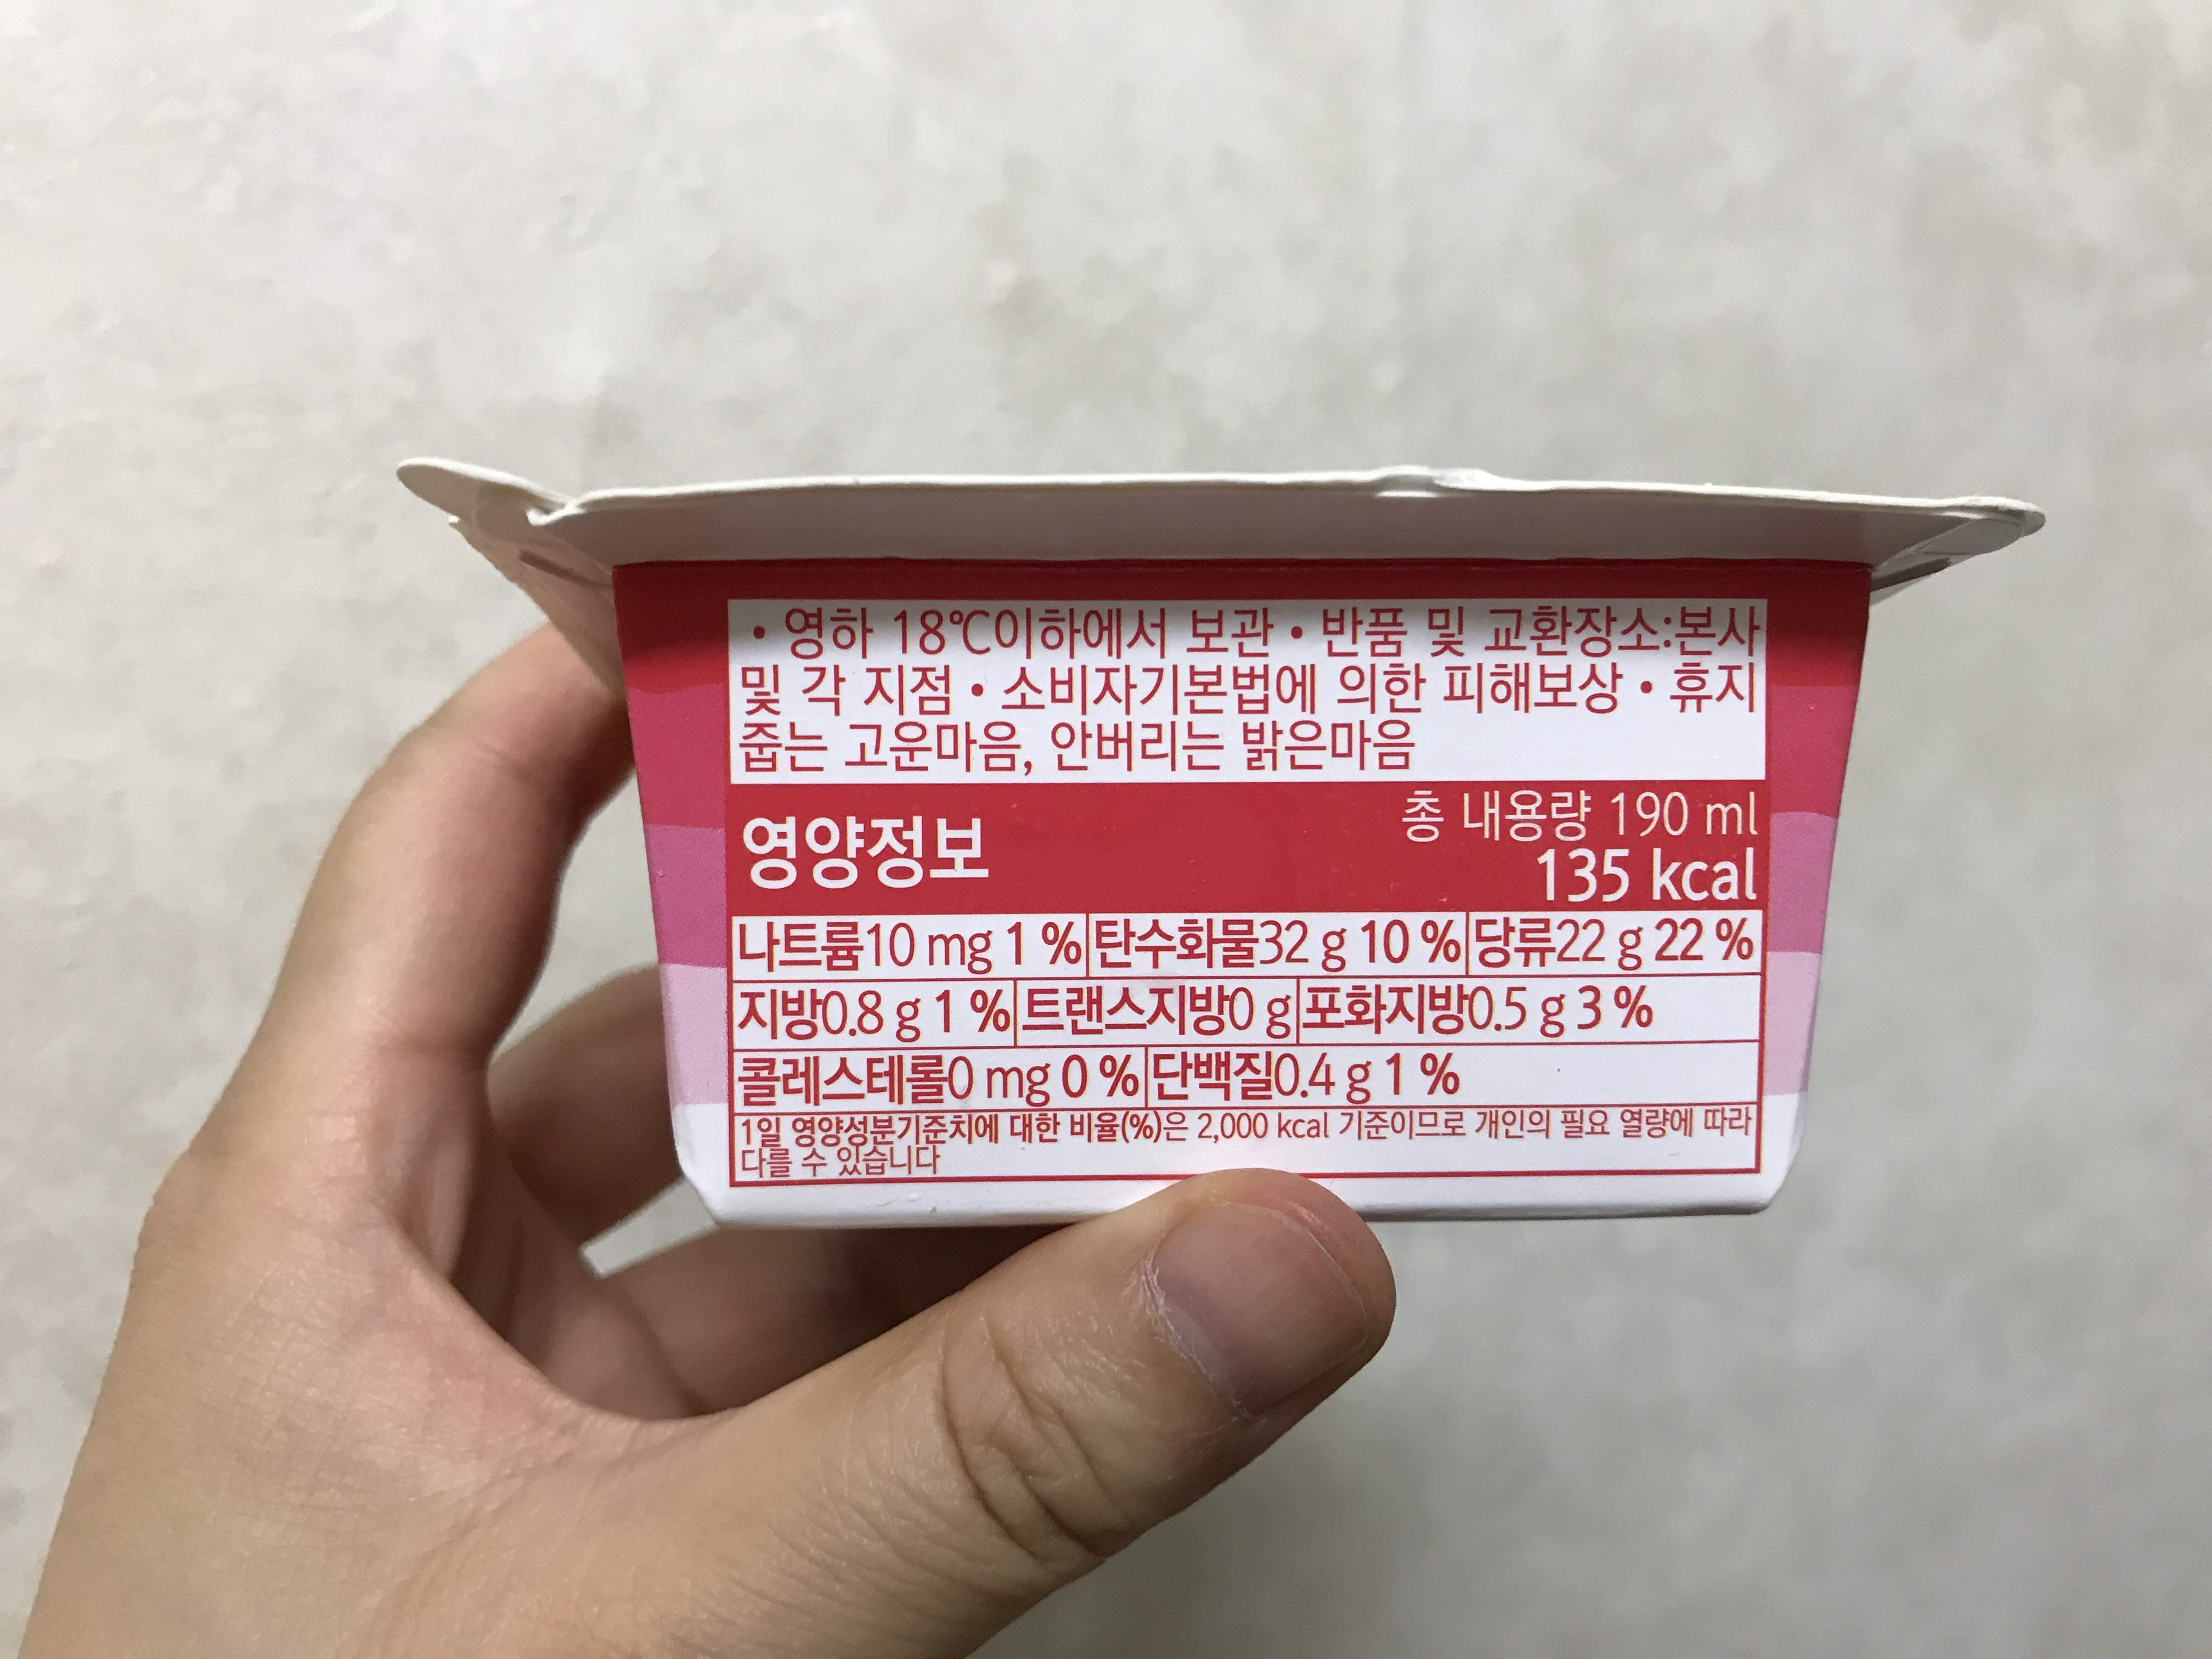 • 영하 18℃이하에서 보관 • 반품 및 교환장소:본사
및 각 지점 • 소비자기본법에 의한 피해보상 • 휴지
줍는 고운마음, 안버리는 밝은마음
영양정보
총 내용량 190 ml
135 kcal
나트륨10 mg 1 % 탄수화물32 g 10 % 당류22 g 22 %
지방0.8 g 1 % 트랜스지방0 g 포화지방0.5 g 3 %
콜레스테롤0 mg 0 % 단백질0.4 g 1 %
1일 영양성분기준치에 대한 비율(%)은 2,000 kcal 기준이므로 개인의 필요 열량에 따라
다를 수 있습니다